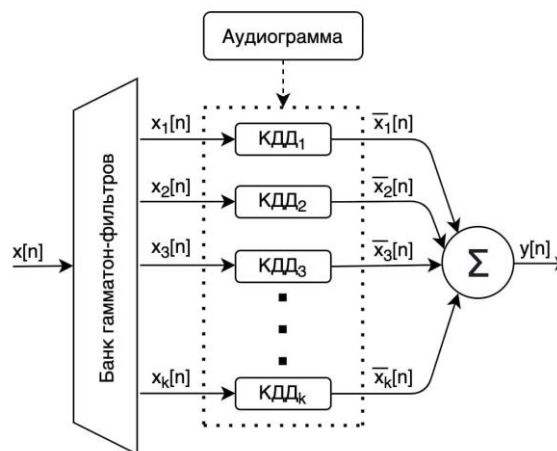 Аудиограмма
x₁[n]
КДД₁
x̅₁[n]
x₂[n]
КДД₂
x̅₂[n]
x[n]
Банк гамматон-фильтров
x₃[n]
КДД₃
x̅₃[n]
Σ
y[n]
xₖ[n]
КДДₖ
x̅ₖ[n]